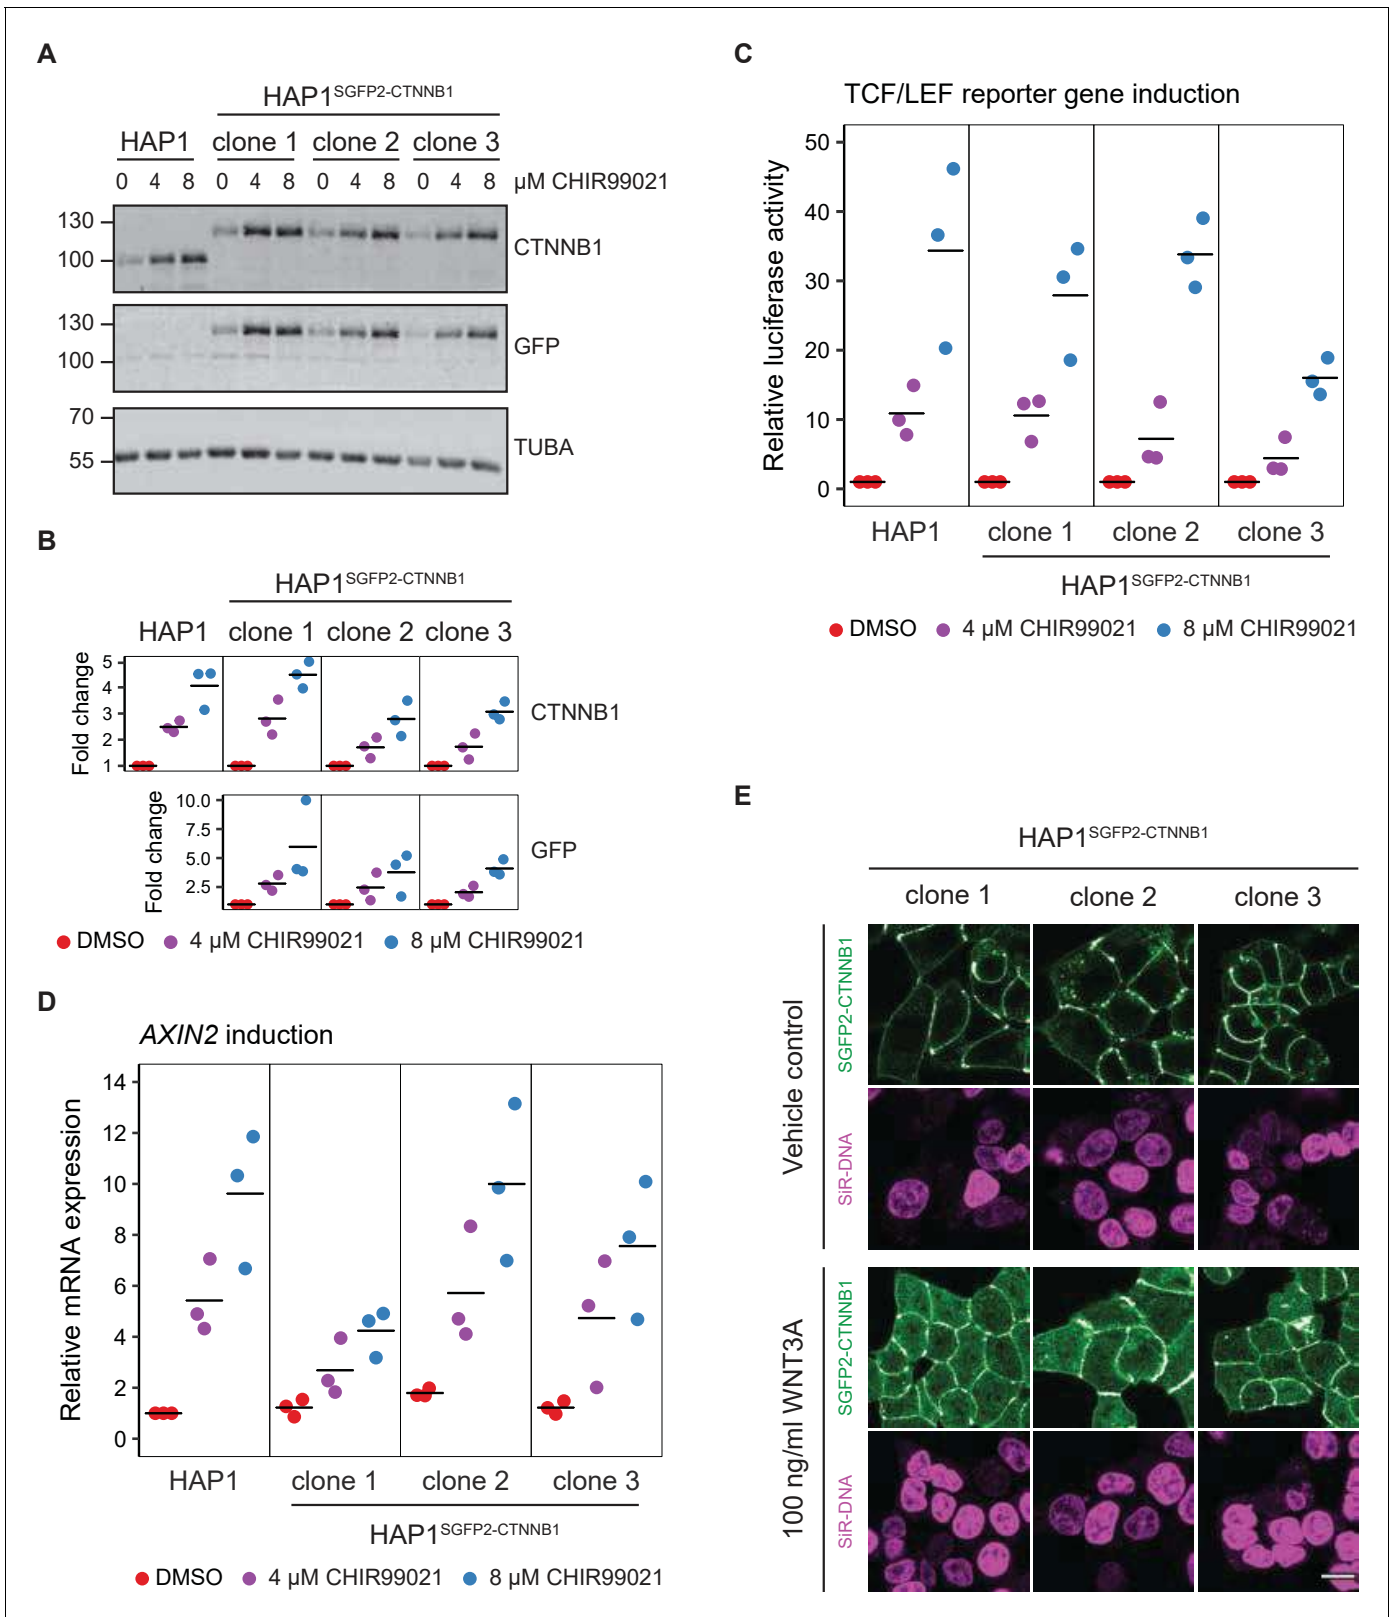 A
HAP1SGFP2-CTNNB1
HAP1 clone 1 clone 2 clone 3
0 4 8 0 4 8 0 4 8 0 4 8 µM CHIR99021
130
100
CTNNB1
130
100
GFP
70
55
TUBA
B
HAP1SGFP2-CTNNB1
HAP1 clone 1 clone 2 clone 3
Fold change
5
4
3
2
1
CTNNB1
Fold change
10.0
7.5
5.0
2.5
GFP
DMSO 4 µM CHIR99021 8 µM CHIR99021
C
TCF/LEF reporter gene induction
Relative luciferase activity
50
40
30
20
10
0
HAP1 clone 1 clone 2 clone 3
HAP1SGFP2-CTNNB1
DMSO 4 µM CHIR99021 8 µM CHIR99021
D
AXIN2 induction
Relative mRNA expression
14
12
10
8
6
4
2
0
HAP1 clone 1 clone 2 clone 3
HAP1SGFP2-CTNNB1
DMSO 4 µM CHIR99021 8 µM CHIR99021
E
HAP1SGFP2-CTNNB1
clone 1 clone 2 clone 3
Vehicle control
SGFP2-CTNNB1
SiR-DNA
100 ng/ml WNT3A
SGFP2-CTNNB1
SiR-DNA